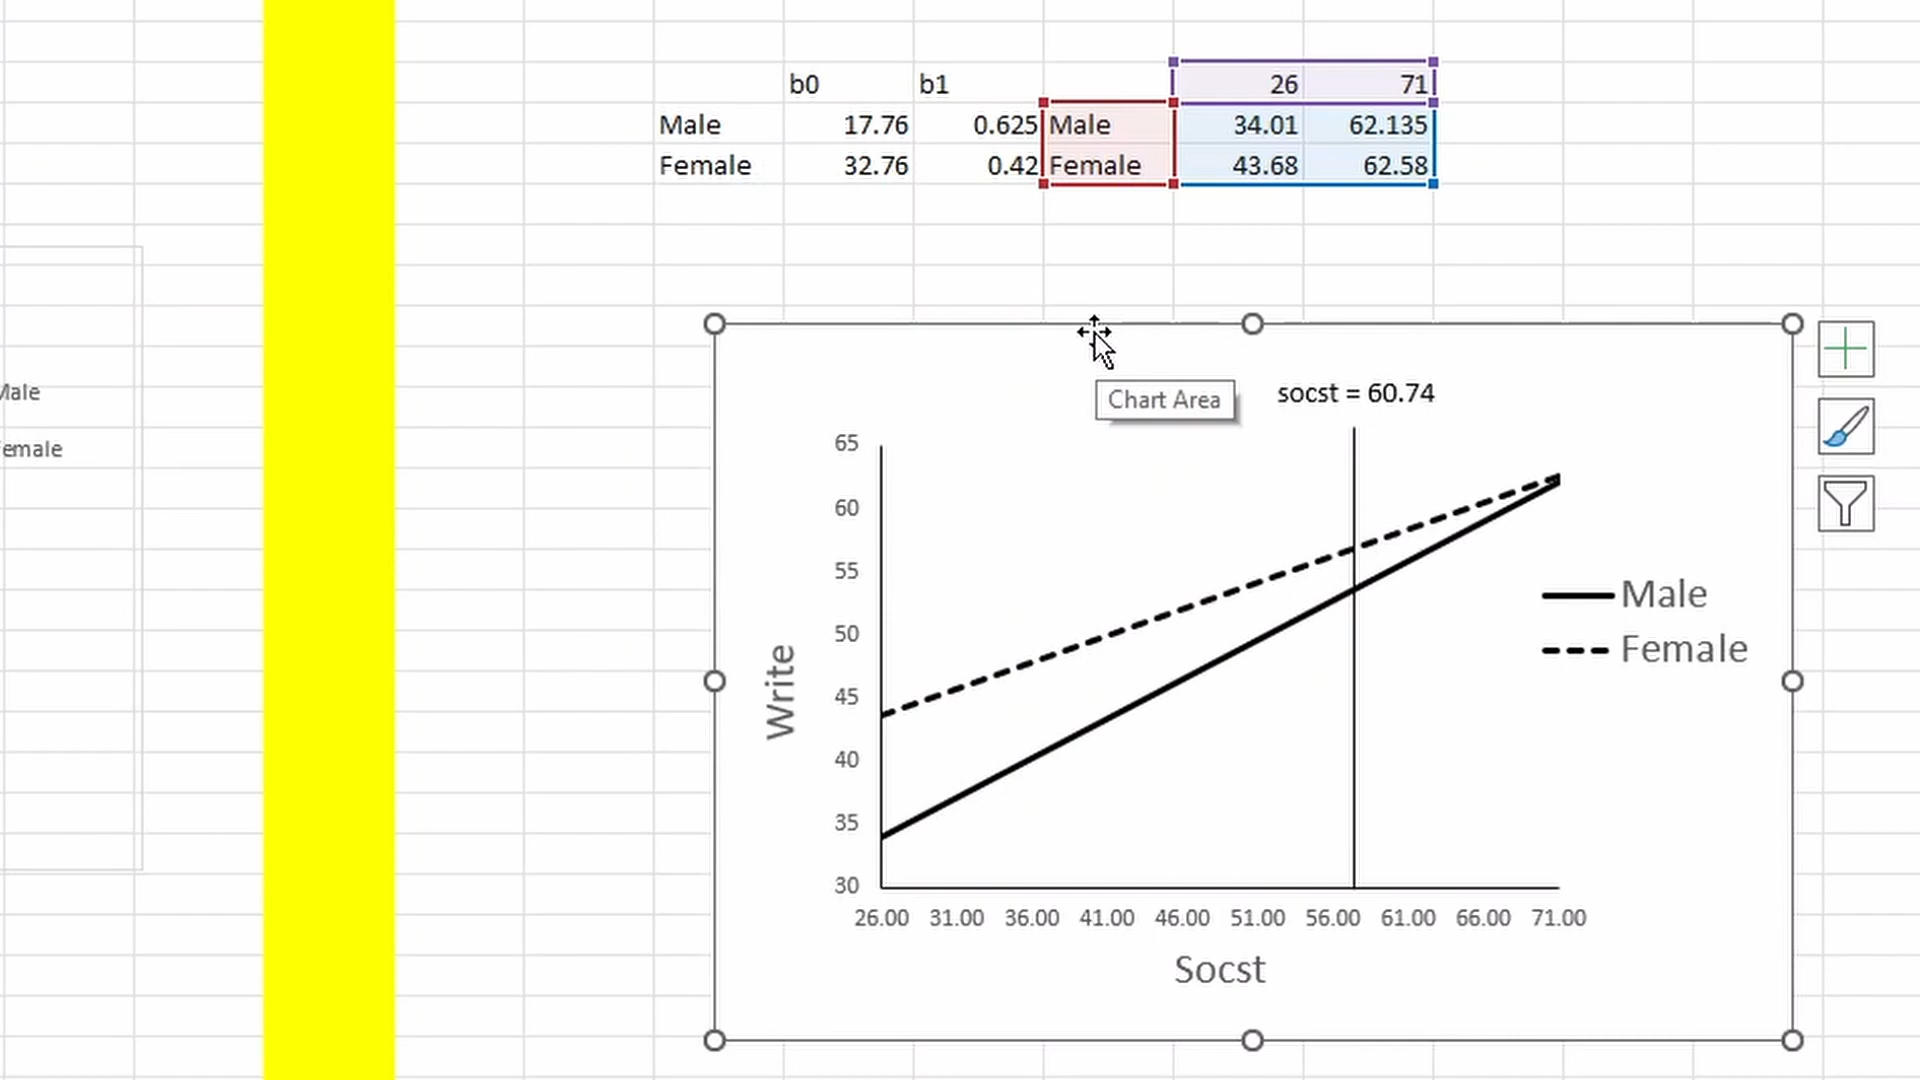 b0 b1 26 71
Male 17.76 0.625 Male 34.01 62.135
Female 32.76 0.42 Female 43.68 62.58
Male
emale
Chart Area
socst = 60.74
65
60
55
50
45
40
35
30
Write
Male
Female
26.00 31.00 36.00 41.00 46.00 51.00 56.00 61.00 66.00 71.00
Socst